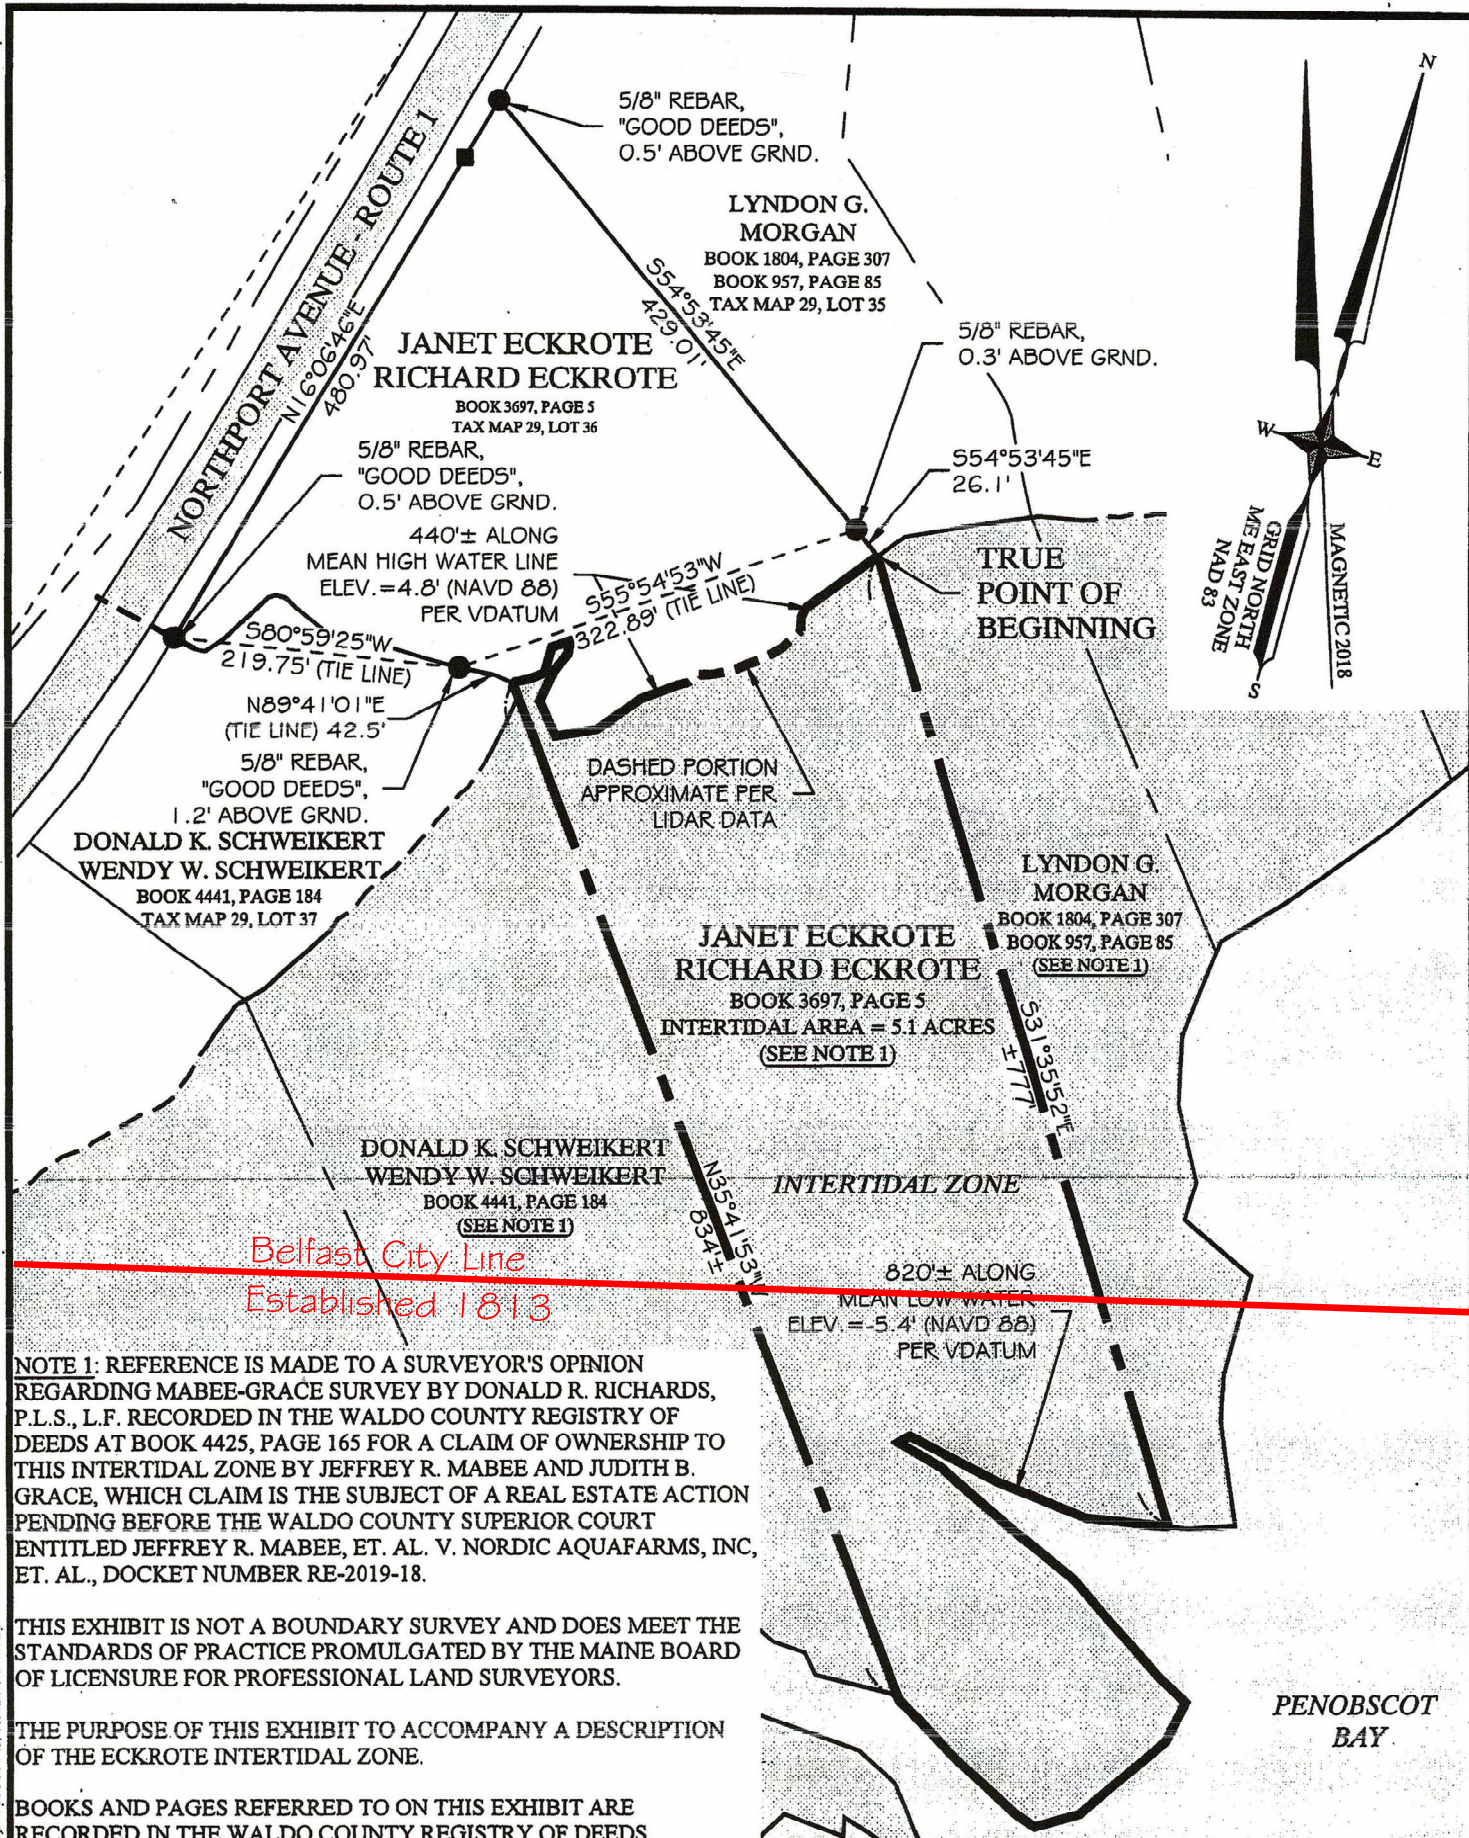 5/8" REBAR,
"GOOD DEEDS",
0.5' ABOVE GRND.
N
LYNDON G.
MORGAN
BOOK 1804, PAGE 307
BOOK 957, PAGE 85
TAX MAP 29, LOT 35
NORTHPORT AVENUE - ROUTE 1
N16°06'46"E
480.97'
S54°53'45"E
429.01'
JANET ECKROTE
RICHARD ECKROTE
BOOK 3697, PAGE 5
TAX MAP 29, LOT 36
5/8" REBAR,
0.3' ABOVE GRND.
W
E
5/8" REBAR,
"GOOD DEEDS",
0.5' ABOVE GRND.
S54°53'45"E
26.1'
440'± ALONG
MEAN HIGH WATER LINE
ELEV.=4.8' (NAVD 88)
PER VDATUM
S55°54'53"W
322.89' (TIE LINE)
TRUE
POINT OF
BEGINNING
GRID NORTH
ME EAST ZONE
NAD 83
MAGNETIC 2018
S
S80°59'25"W
219.75' (TIE LINE)
N89°41'01"E
(TIE LINE) 42.5'
5/8" REBAR,
"GOOD DEEDS",
1.2' ABOVE GRND.
DASHED PORTION
APPROXIMATE PER
LIDAR DATA
DONALD K. SCHWEIKERT
WENDY W. SCHWEIKERT
BOOK 4441, PAGE 184
TAX MAP 29, LOT 37
LYNDON G.
MORGAN
BOOK 1804, PAGE 307
BOOK 957, PAGE 85
(SEE NOTE 1)
JANET ECKROTE
RICHARD ECKROTE
BOOK 3697, PAGE 5
INTERTIDAL AREA = 5.1 ACRES
(SEE NOTE 1)
S31°35'52"E
±777'
DONALD K. SCHWEIKERT
WENDY W. SCHWEIKERT
BOOK 4441, PAGE 184
(SEE NOTE 1)
N35°41'53"W
834'±
INTERTIDAL ZONE
Belfast City Line
Established 1813
820'± ALONG
MEAN LOW WATER
ELEV.=-5.4' (NAVD 88)
PER VDATUM
NOTE 1: REFERENCE IS MADE TO A SURVEYOR'S OPINION
REGARDING MABEE-GRACE SURVEY BY DONALD R. RICHARDS,
P.L.S., L.F. RECORDED IN THE WALDO COUNTY REGISTRY OF
DEEDS AT BOOK 4425, PAGE 165 FOR A CLAIM OF OWNERSHIP TO
THIS INTERTIDAL ZONE BY JEFFREY R. MABEE AND JUDITH B.
GRACE, WHICH CLAIM IS THE SUBJECT OF A REAL ESTATE ACTION
PENDING BEFORE THE WALDO COUNTY SUPERIOR COURT
ENTITLED JEFFREY R. MABEE, ET. AL. V. NORDIC AQUAFARMS, INC,
ET. AL., DOCKET NUMBER RE-2019-18.
THIS EXHIBIT IS NOT A BOUNDARY SURVEY AND DOES MEET THE
STANDARDS OF PRACTICE PROMULGATED BY THE MAINE BOARD
OF LICENSURE FOR PROFESSIONAL LAND SURVEYORS.
THE PURPOSE OF THIS EXHIBIT TO ACCOMPANY A DESCRIPTION
OF THE ECKROTE INTERTIDAL ZONE.
BOOKS AND PAGES REFERRED TO ON THIS EXHIBIT ARE
RECORDED IN THE WALDO COUNTY REGISTRY OF DEEDS
PENOBSCOT
BAY